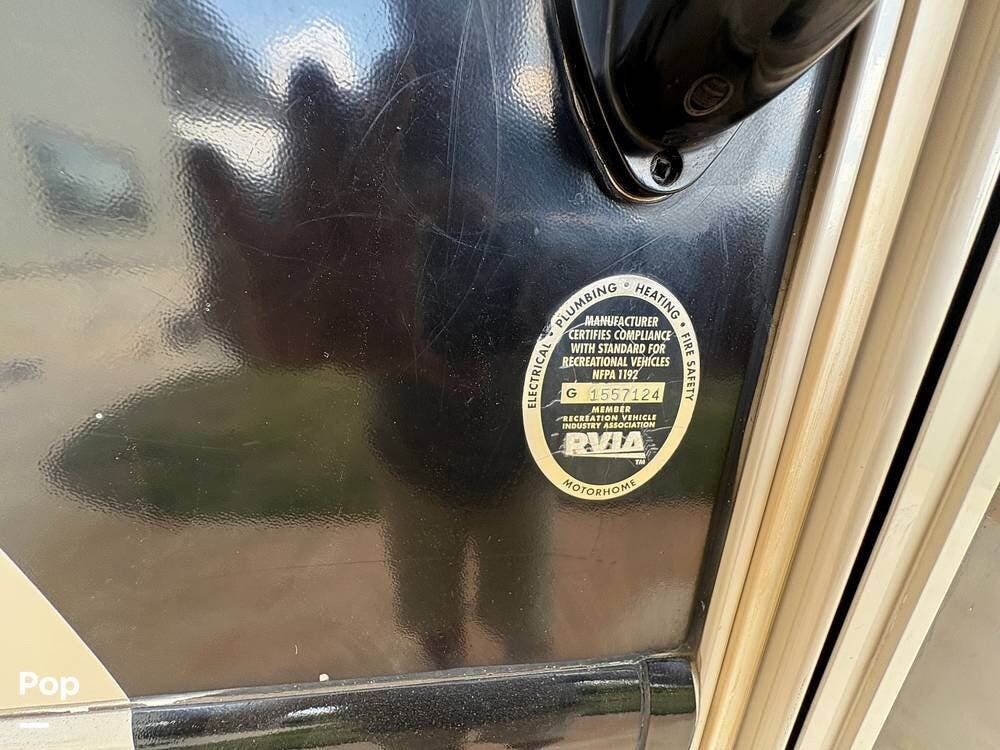 ELECTRICAL • PLUMBING • HEATING • FIRE SAFETY
MANUFACTURER
CERTIFIES COMPLIANCE
WITH STANDARD FOR
RECREATIONAL VEHICLES
NFPA 1192
G 1557124
MEMBER
RECREATION VEHICLE
INDUSTRY ASSOCIATION
RVIA
TM
MOTORHOME
Pop